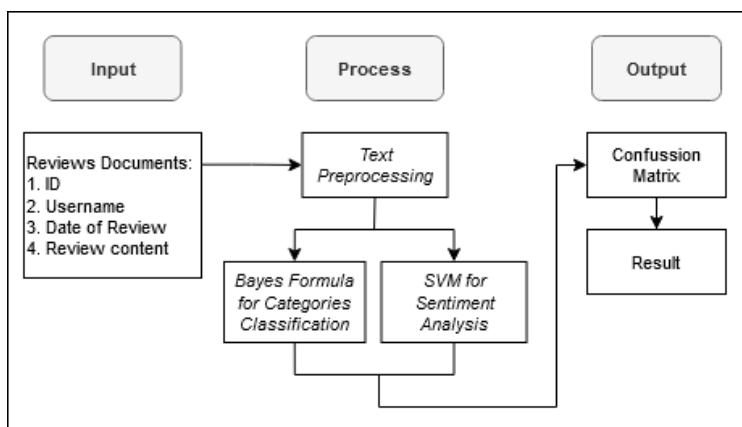 Input
Process
Output
Reviews Documents:
1. ID
2. Username
3. Date of Review
4. Review content
Text
Preprocessing
Bayes Formula
for Categories
Classification
SVM for
Sentiment
Analysis
Confussion
Matrix
Result